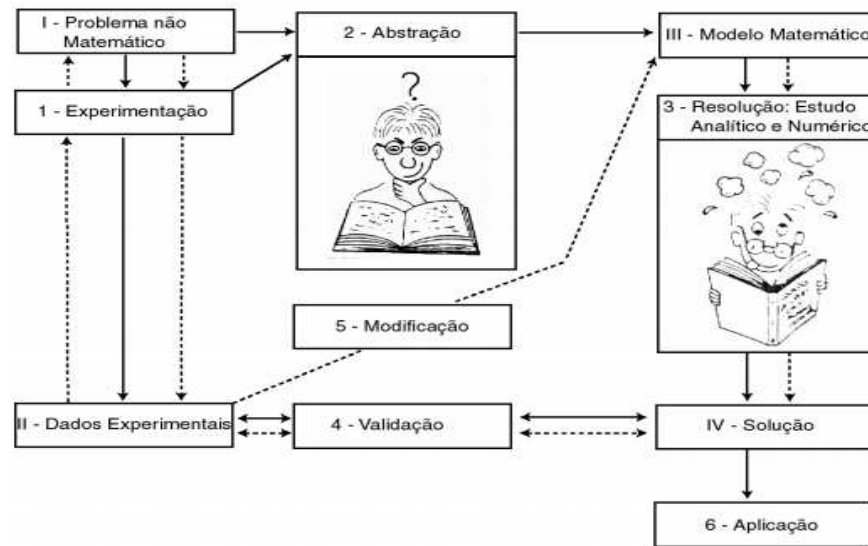 I - Problema não
Matemático
2 - Abstração
III - Modelo Matemático
1 - Experimentação
?
3 - Resolução: Estudo
Analítico e Numérico
5 - Modificação
II - Dados Experimentais
4 - Validação
IV - Solução
6 - Aplicação